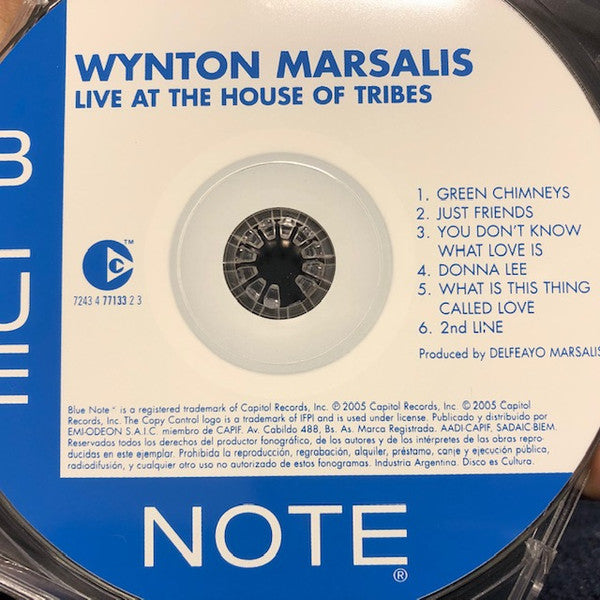 WYNTON MARSALIS
LIVE AT THE HOUSE OF TRIBES
1. GREEN CHIMNEYS
2. JUST FRIENDS
3. YOU DON'T KNOW
WHAT LOVE IS
4. DONNA LEE
5. WHAT IS THIS THING
CALLED LOVE
6. 2nd LINE
Produced by DELFEAYO MARSALIS
C
TM
7243 4 77133 2 3
Blue Note ® is a registered trademark of Capitol Records, Inc. ℗ 2005 Capitol Records, Inc. © 2005 Capitol
Records, Inc. The Copy Control logo is a trademark of IFPI and is used under license. Publicado y distribuido por
EMI-ODEON S.A.I.C. miembro de CAPIF. Av. Cabildo 488, Bs. As. Marca Registrada. AADI-CAPIF, SADAIC BIEM.
Reservados todos los derechos del productor fonográfico, de los autores y de los intérpretes de las obras repro-
ducidas en este ejemplar. Prohibida la reproducción, regrabación, alquiler, préstamo, canje y ejecución pública,
radiodifusión, y cualquier otro uso no autorizado de estos fonogramas. Industria Argentina. Disco es Cultura.
NOTE®